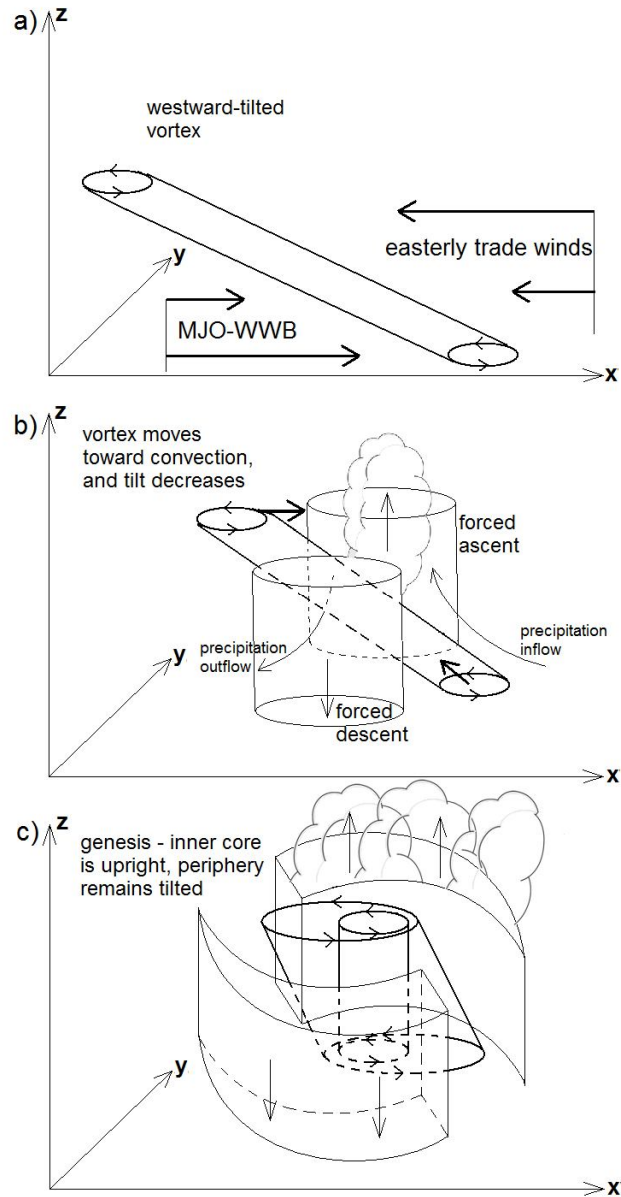 a)
z
westward-tilted
vortex
easterly trade winds
y
MJO-WWB
x
b)
z
vortex moves
toward convection,
and tilt decreases
forced
ascent
precipitation
outflow
precipitation
inflow
y
forced
descent
x
c)
z
genesis - inner core
is upright, periphery
remains tilted
y
x